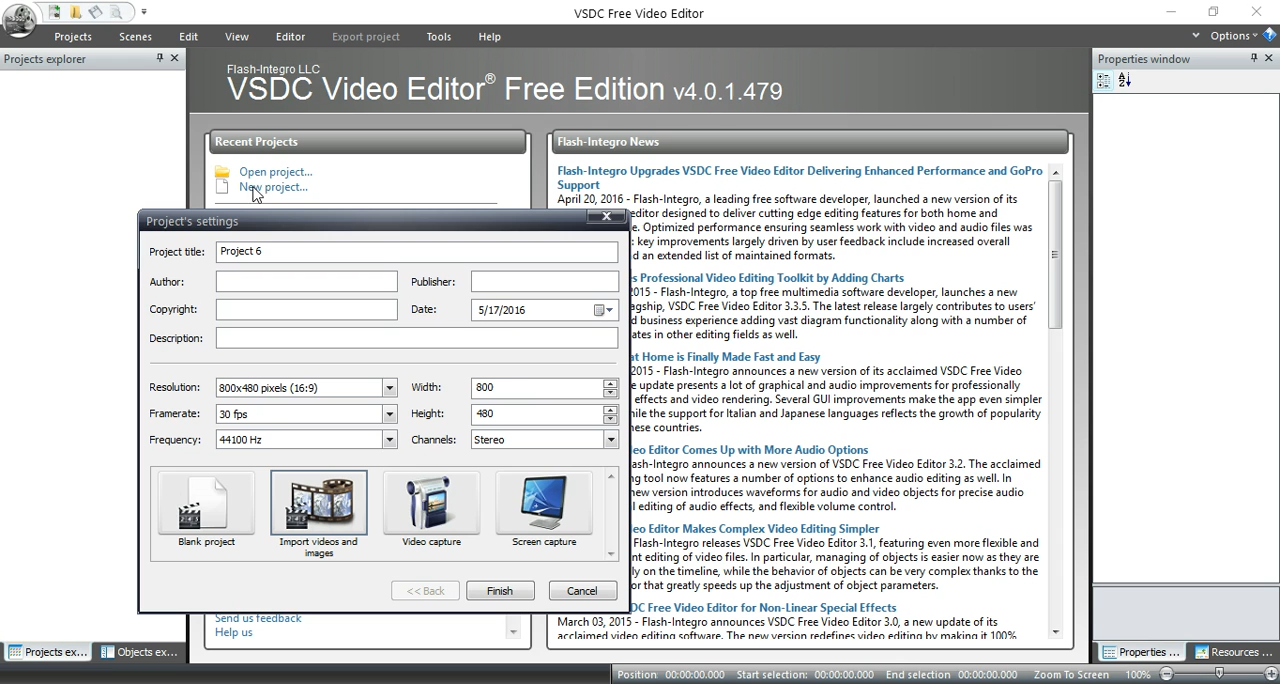 VSDC Free Video Editor
Projects Scenes Edit View Editor Export project Tools Help Options
Projects explorer
Flash-Integro LLC
VSDC Video Editor® Free Edition v4.0.1.479
Properties window
Recent Projects
Open project...
New project...
Project's settings
Project title: Project 6
Author: Publisher:
Copyright: Date: 5/17/2016
Description:
Resolution: 800x480 pixels (16:9) Width: 800
Framerate: 30 fps Height: 480
Frequency: 44100 Hz Channels: Stereo
Blank project
Import videos and
images
Video capture
Screen capture
<< Back Finish Cancel
Send us feedback
Help us
Flash-Integro News
Flash-Integro Upgrades VSDC Free Video Editor Delivering Enhanced Performance and GoPro
Support
April 20, 2016 - Flash-Integro, a leading free software developer, launched a new version of its
editor designed to deliver cutting edge editing features for both home and
e. Optimized performance ensuring seamless work with video and audio files was
: key improvements largely driven by user feedback include increased overall
d an extended list of maintained formats.
s Professional Video Editing Toolkit by Adding Charts
2015 - Flash-Integro, a top free multimedia software developer, launches a new
agship, VSDC Free Video Editor 3.3.5. The latest release largely contributes to users'
d business experience adding vast diagram functionality along with a number of
ates in other editing fields as well.
at Home is Finally Made Fast and Easy
2015 - Flash-Integro announces a new version of its acclaimed VSDC Free Video
e update presents a lot of graphical and audio improvements for professionally
effects and video rendering. Several GUI improvements make the app even simpler
hile the support for Italian and Japanese languages reflects the growth of popularity
hese countries.
eo Editor Comes Up with More Audio Options
ash-Integro announces a new version of VSDC Free Video Editor 3.2. The acclaimed
ng tool now features a number of options to enhance audio editing as well. In
new version introduces waveforms for audio and video objects for precise audio
l editing of audio effects, and flexible volume control.
eo Editor Makes Complex Video Editing Simpler
Flash-Integro releases VSDC Free Video Editor 3.1, featuring even more flexible and
nt editing of video files. In particular, managing of objects is easier now as they are
ly on the timeline, while the behavior of objects can be very complex thanks to the
or that greatly speeds up the adjustment of object parameters.
DC Free Video Editor for Non-Linear Special Effects
March 03, 2015 - Flash-Integro announces VSDC Free Video Editor 3.0, a new update of its
acclaimed video editing software. The new version redefines video editing by making it 100%
Projects ex... Objects ex... Properties ... Resources ...
Position 00:00:00.000 Start selection: 00:00:00.000 End selection 00:00:00.000 Zoom To Screen 100%